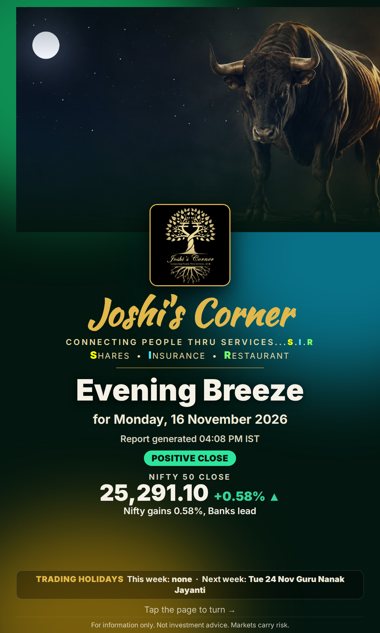 Joshi's Corner
Joshi's Corner
CONNECTING PEOPLE THRU SERVICES...S.I.R
SHARES • INSURANCE • RESTAURANT
Evening Breeze
for Monday, 16 November 2026
Report generated 04:08 PM IST
POSITIVE CLOSE
NIFTY 50 CLOSE
25,291.10 +0.58% ▲
Nifty gains 0.58%, Banks lead
TRADING HOLIDAYS This week: none · Next week: Tue 24 Nov Guru Nanak
Jayanti
Tap the page to turn →
For information only. Not investment advice. Markets carry risk.